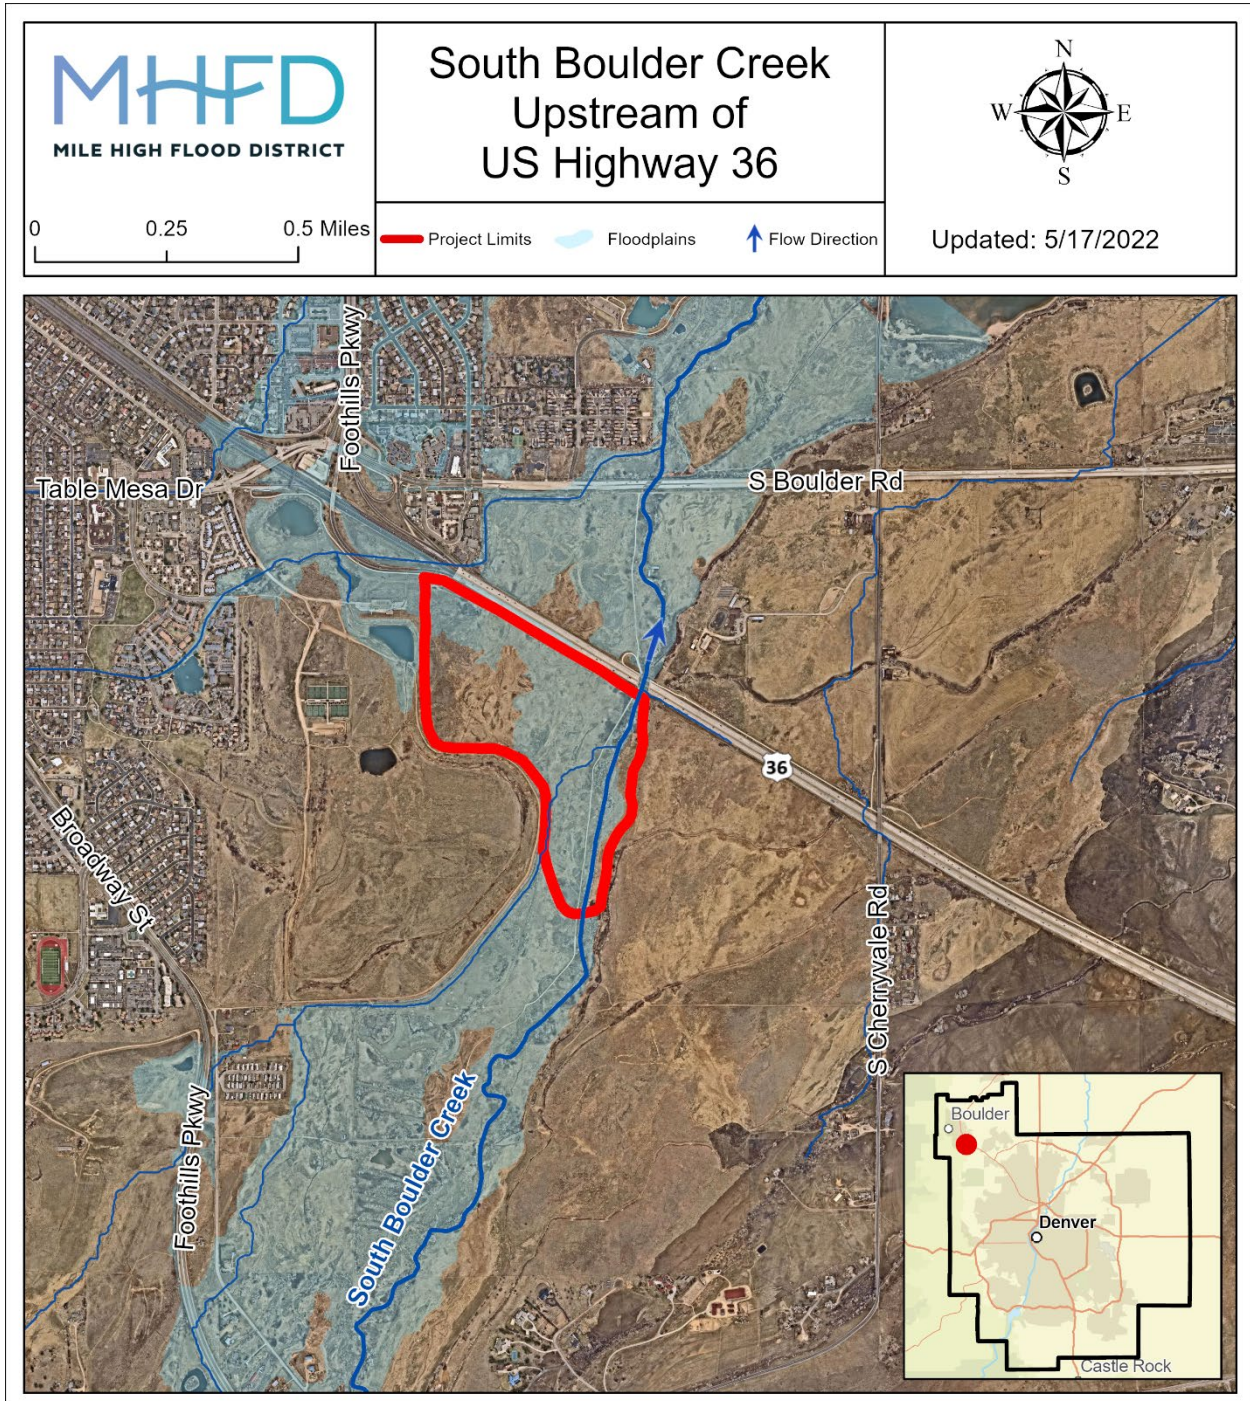 MHFD
MILE HIGH FLOOD DISTRICT
0 0.25 0.5 Miles
South Boulder Creek
Upstream of
US Highway 36
Project Limits
Floodplains
Flow Direction
N
W E
S
Updated: 5/17/2022
Foothills Pkwy
Table Mesa Dr
S Boulder Rd
36
Broadway St
S Cherryvale Rd
Foothills Pkwy
South Boulder Creek
Boulder
Denver
Castle Rock